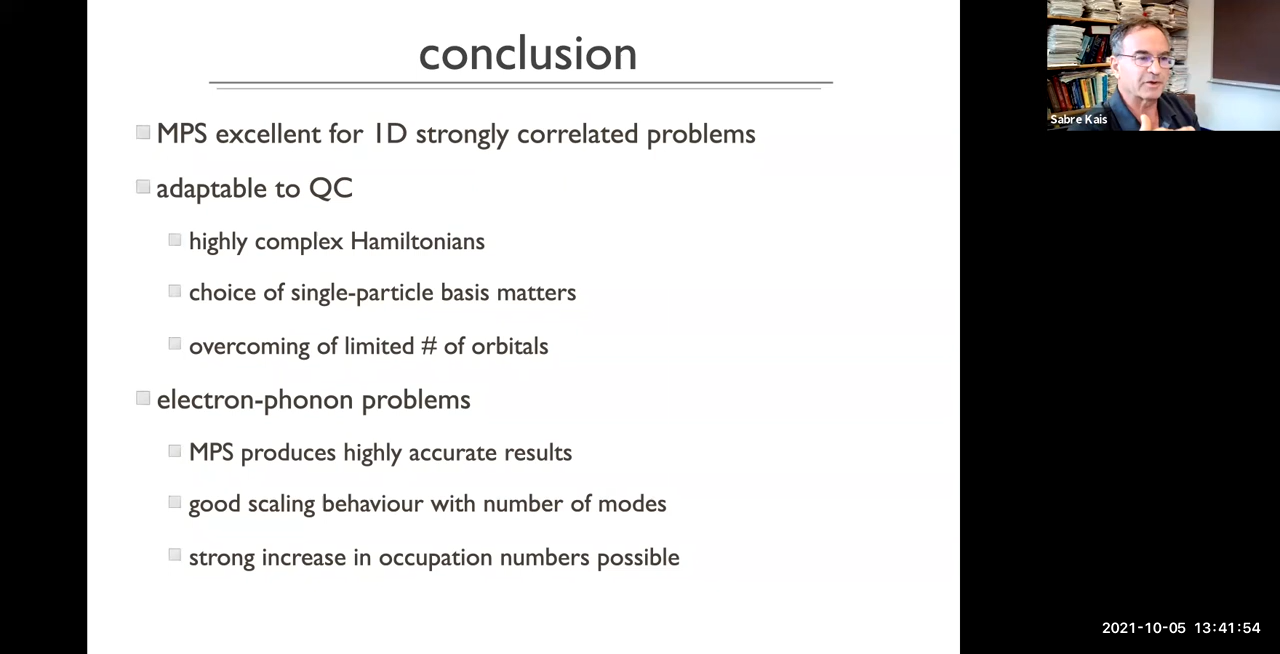 conclusion
MPS excellent for 1D strongly correlated problems
adaptable to QC
highly complex Hamiltonians
choice of single-particle basis matters
overcoming of limited # of orbitals
electron-phonon problems
MPS produces highly accurate results
good scaling behaviour with number of modes
strong increase in occupation numbers possible
Sabre Kais
2021-10-05 13:41:54